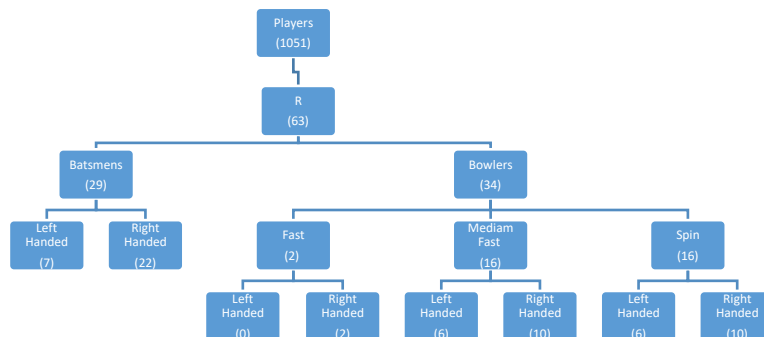 Players
(1051)
R
(63)
Batsmens
(29)
Bowlers
(34)
Left
Handed
(7)
Right
Handed
(22)
Fast
(2)
Mediam
Fast
(16)
Spin
(16)
Left
Handed
(0)
Right
Handed
(2)
Left
Handed
(6)
Right
Handed
(10)
Left
Handed
(6)
Right
Handed
(10)